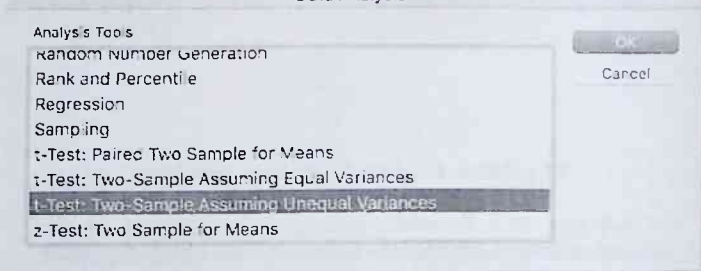 Analysis Tools
Random Number Generation
OK
Rank and Percentile
Cancel
Regression
Sampling
t-Test: Paired Two Sample for Means
t-Test: Two-Sample Assuming Equal Variances
t-Test: Two-Sample Assuming Unequal Variances
z-Test: Two Sample for Means